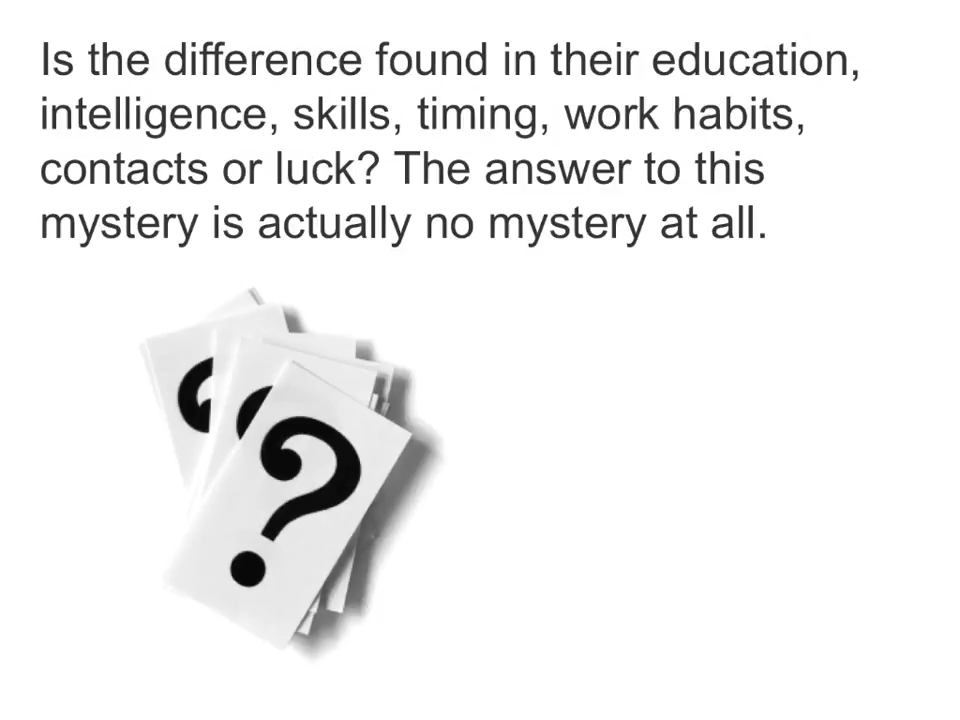 Is the difference found in their education,
intelligence, skills, timing, work habits,
contacts or luck? The answer to this
mystery is actually no mystery at all.
?